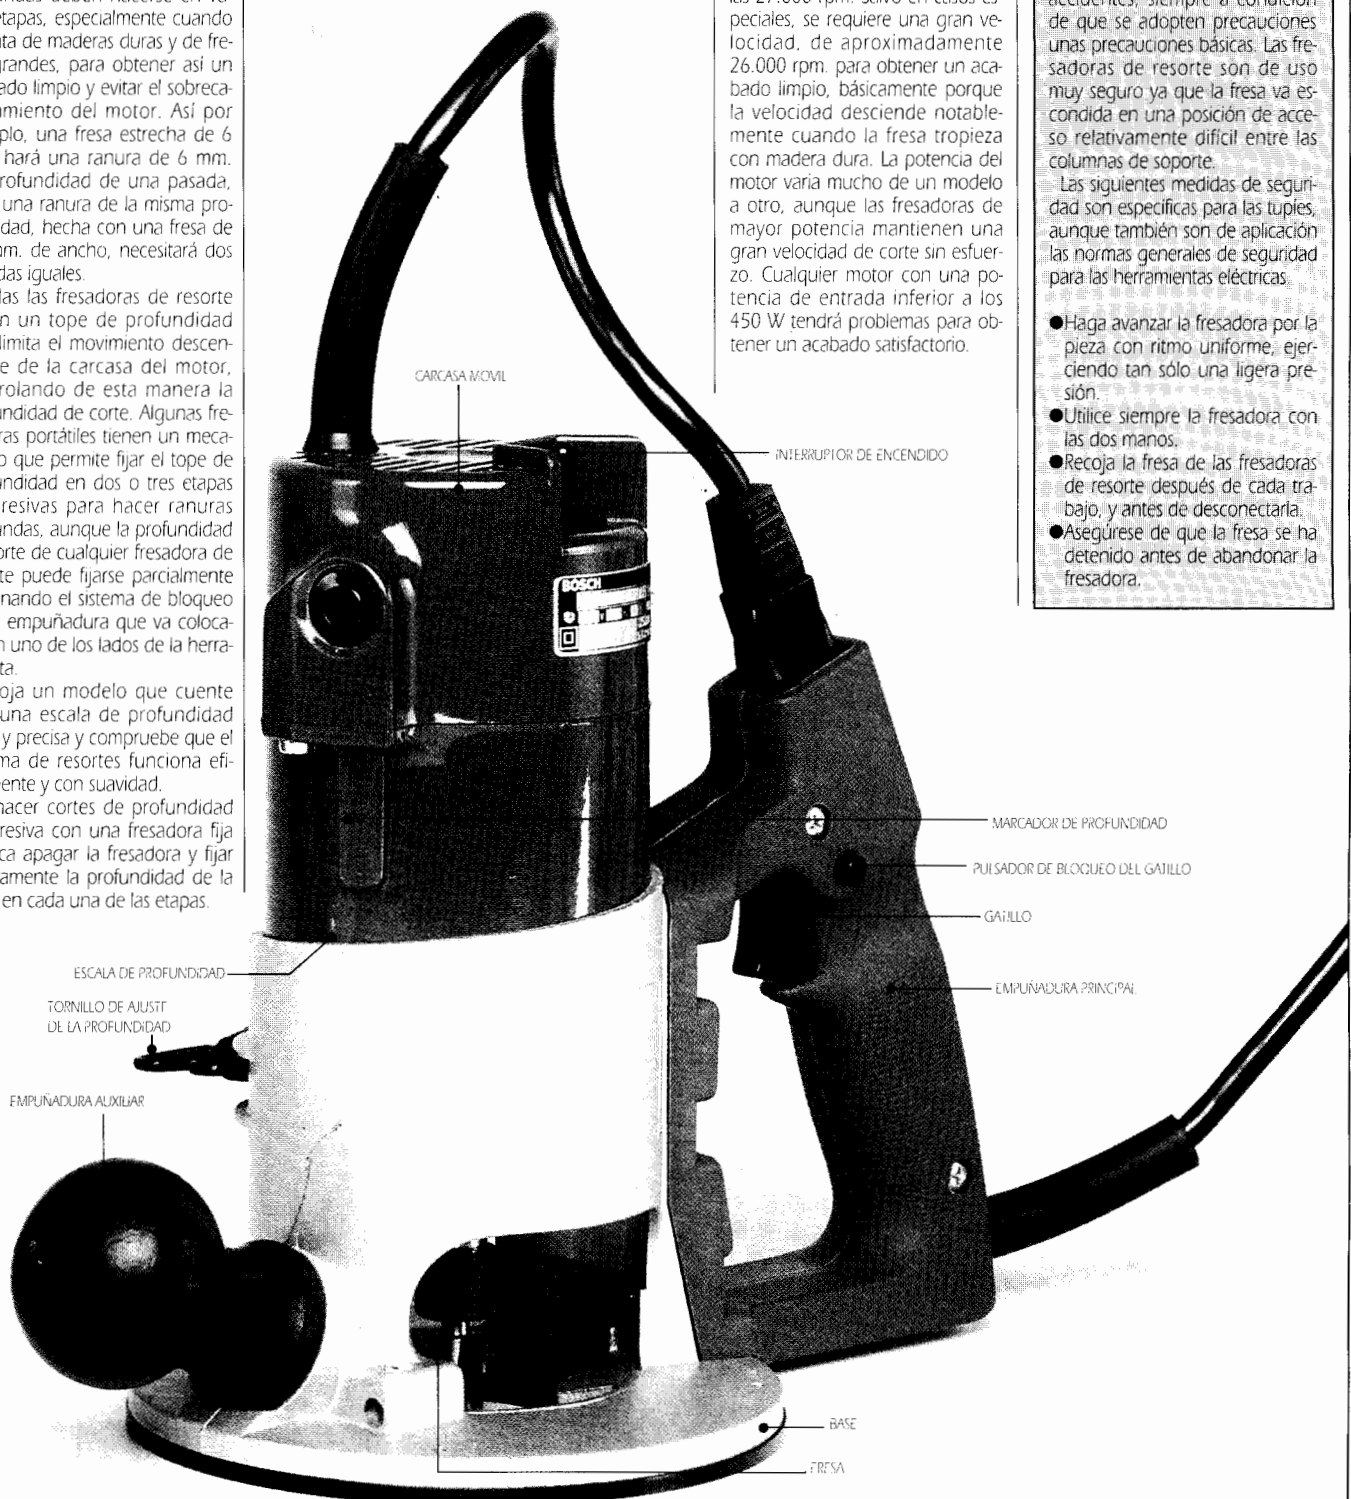 etapas, especialmente cuando
ta de maderas duras y de fre-
grandes, para obtener así un
ado limpio y evitar el sobreca-
amiento del motor. Así por
plo, una fresa estrecha de 6
hará una ranura de 6 mm.
rofundidad de una pasada,
una ranura de la misma pro-
didad, hecha con una fresa de
m. de ancho, necesitará dos
das iguales.
das las fresadoras de resorte
n un tope de profundidad
limita el movimiento descen-
e de la carcasa del motor,
rolando de esta manera la
undidad de corte. Algunas fre-
ras portátiles tienen un meca-
o que permite fijar el tope de
undidad en dos o tres etapas
resivas para hacer ranuras
undas, aunque la profundidad
orte de cualquier fresadora de
te puede fijarse parcialmente
nando el sistema de bloqueo
empuñadura que va coloca-
n uno de los lados de la herra-
ta.
oja un modelo que cuente
una escala de profundidad
y precisa y compruebe que el
ma de resortes funciona efi-
ente y con suavidad.
hacer cortes de profundidad
resiva con una fresadora fija
ca apagar la fresadora y fijar
amente la profundidad de la
en cada una de las etapas.
peciales, se requiere una gran ve-
locidad, de aproximadamente
26.000 rpm. para obtener un aca-
bado limpio, básicamente porque
la velocidad desciende notable-
mente cuando la fresa tropieza
con madera dura. La potencia del
motor varía mucho de un modelo
a otro, aunque las fresadoras de
mayor potencia mantienen una
gran velocidad de corte sin esfuer-
zo. Cualquier motor con una po-
tencia de entrada inferior a los
450 W tendrá problemas para ob-
tener un acabado satisfactorio.
accidentes, siempre a condición
de que se adopten precauciones
unas precauciones básicas. Las fre-
sadoras de resorte son de uso
muy seguro ya que la fresa va es-
condida en una posición de acce-
so relativamente difícil entre las
columnas de soporte.
Las siguientes medidas de seguri-
dad son específicas para las tupíes,
aunque también son de aplicación
las normas generales de seguridad
para las herramientas eléctricas.
●Haga avanzar la fresadora por la
pieza con ritmo uniforme, ejer-
ciendo tan sólo una ligera pre-
sión.
●Utilice siempre la fresadora con
las dos manos.
●Recoja la fresa de las fresadoras
de resorte después de cada tra-
bajo, y antes de desconectarla.
●Asegúrese de que la fresa se ha
detenido antes de abandonar la
fresadora.
CARCASA MOVIL
INTERRUPTOR DE ENCENDIDO
BOSCH
MARCADOR DE PROFUNDIDAD
PULSADOR DE BLOQUEO DEL GATILLO
GATILLO
EMPUÑADURA PRINCIPAL
ESCALA DE PROFUNDIDAD
TORNILLO DE AJUSTE
DE LA PROFUNDIDAD
EMPUÑADURA AUXILIAR
BASE
FRESA